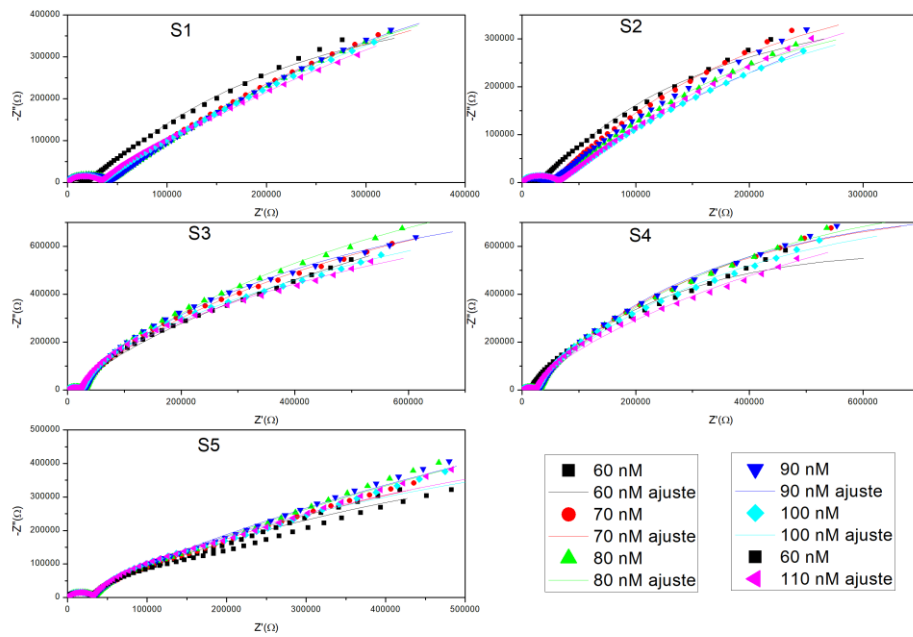 S1
400000
300000
200000
100000
0
-Z''(Ω)
0 100000 200000 300000 400000
Z'(Ω)
S2
400000
300000
200000
100000
0
-Z''(Ω)
0 100000 200000 300000
Z'(Ω)
S3
600000
400000
200000
0
-Z''(Ω)
0 200000 400000 600000
Z'(Ω)
S4
600000
400000
200000
0
-Z''(Ω)
0 200000 400000 600000
Z'(Ω)
S5
500000
400000
300000
200000
100000
0
-Z''(Ω)
0 100000 200000 300000 400000 500000
Z'(Ω)
60 nM
60 nM ajuste
70 nM
70 nM ajuste
80 nM
80 nM ajuste
90 nM
90 nM ajuste
100 nM
100 nM ajuste
60 nM
110 nM ajuste